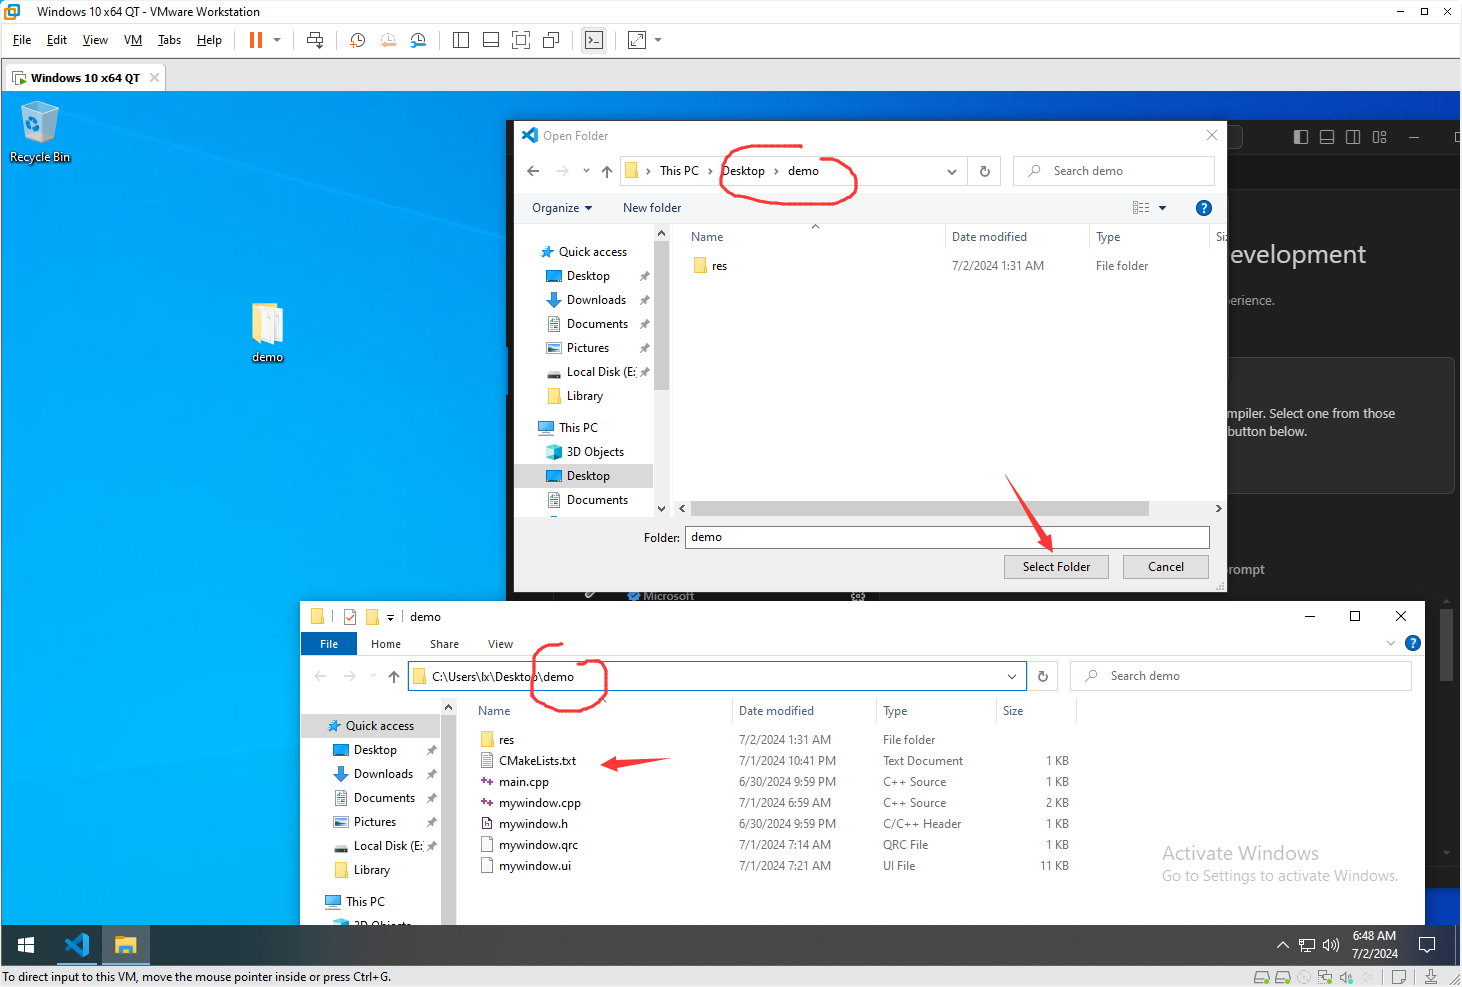 Windows 10 x64 QT - VMware Workstation
File Edit View VM Tabs Help
Windows 10 x64 QT
Recycle Bin
demo
Open Folder
This PC > Desktop > demo
Search demo
Organize
New folder
Name
Date modified
Type
res
7/2/2024 1:31 AM
File folder
Quick access
Desktop
Downloads
Documents
Pictures
Local Disk (E:
Library
This PC
3D Objects
Desktop
Documents
Folder:
demo
Select Folder
Cancel
evelopment
erience.
mpiler. Select one from those
button below.
rompt
Microsoft
demo
File
Home
Share
View
C:\Users\lx\Desktop\demo
Search demo
Name
Date modified
Type
Size
res 7/2/2024 1:31 AM File folder
CMakeLists.txt 7/1/2024 10:41 PM Text Document 1 KB
main.cpp 6/30/2024 9:59 PM C++ Source 1 KB
mywindow.cpp 7/1/2024 6:59 AM C++ Source 2 KB
mywindow.h 6/30/2024 9:59 PM C/C++ Header 1 KB
mywindow.qrc 7/1/2024 7:14 AM QRC File 1 KB
mywindow.ui 7/1/2024 7:21 AM UI File 11 KB
Quick access
Desktop
Downloads
Documents
Pictures
Local Disk (E:
Library
This PC
3D Objects
Activate Windows
Go to Settings to activate Windows.
6:48 AM
7/2/2024
To direct input to this VM, move the mouse pointer inside or press Ctrl+G.